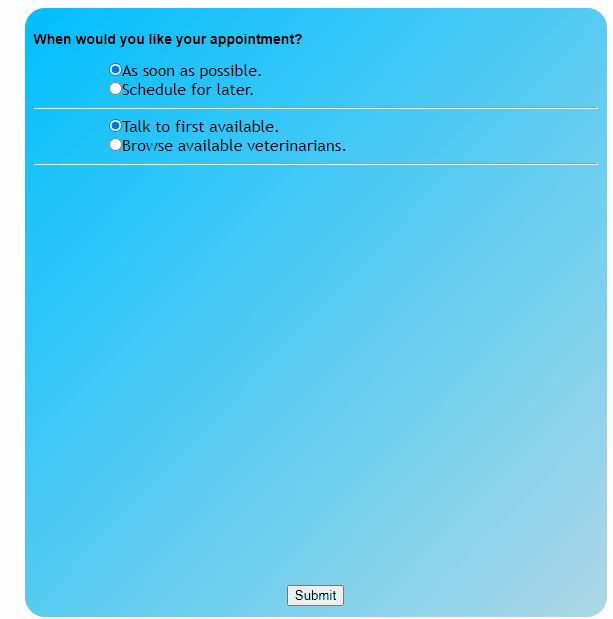 When would you like your appointment?
As soon as possible.
Schedule for later.
Talk to first available.
Browse available veterinarians.
Submit